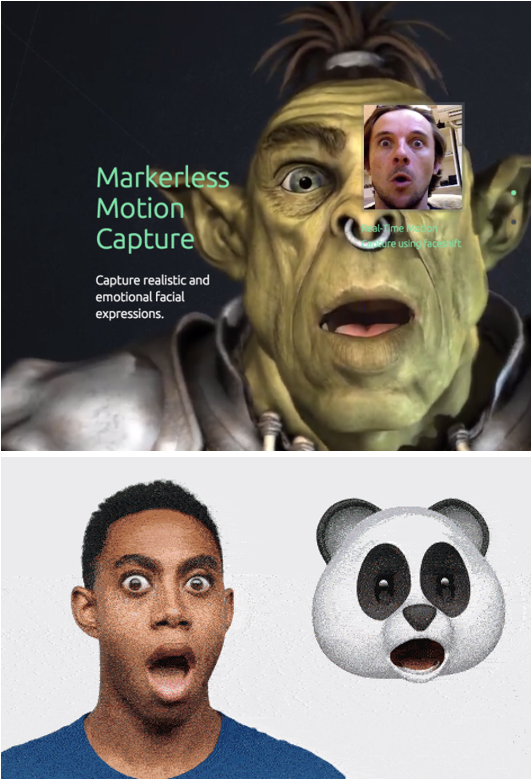 Markerless
Motion
Capture
Capture realistic and
emotional facial
expressions.
Real-Time Motion
Capture using faceshift